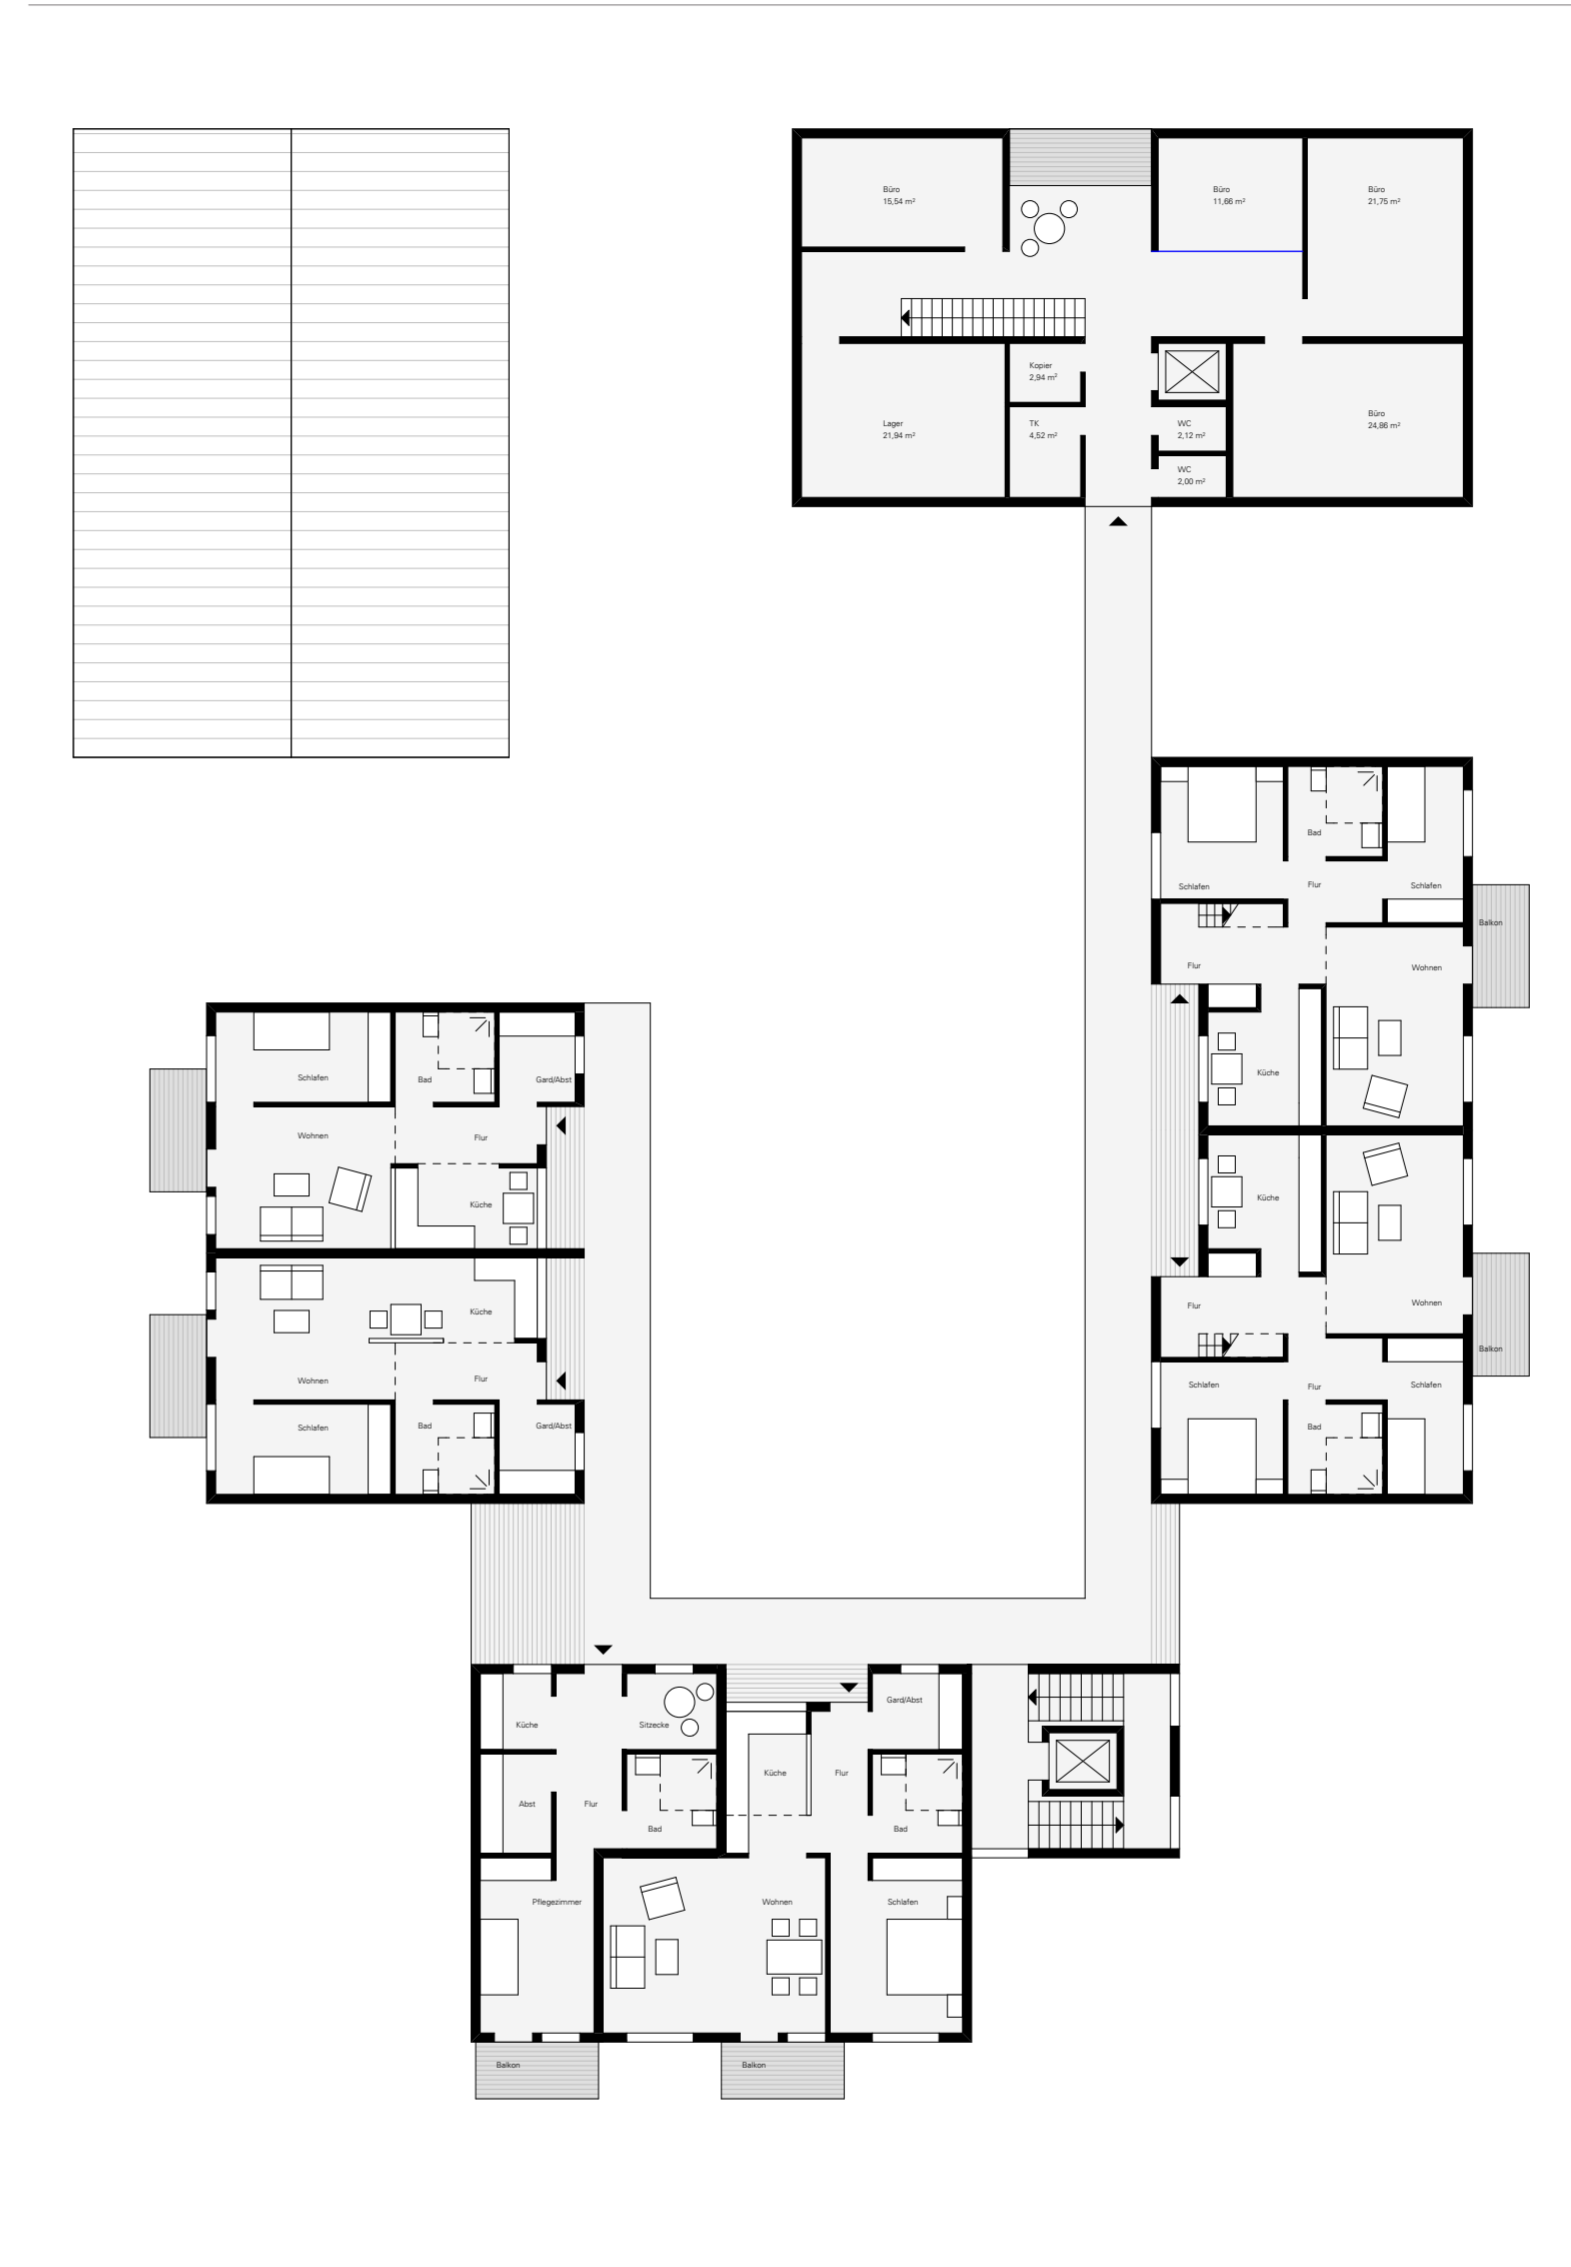 Büro
15,54 m²
Büro
11,66 m²
Büro
21,75 m²
Kopier
2,94 m²
Lager
21,94 m²
TK
4,52 m²
WC
2,12 m²
Büro
24,86 m²
WC
2,00 m²
Bad
Schlafen
Flur
Schlafen
Balkon
Flur
Wohnen
Küche
Küche
Flur
Wohnen
Balkon
Schlafen
Flur
Schlafen
Bad
Schlafen
Bad
Gard/Abst
Wohnen
Flur
Küche
Küche
Wohnen
Flur
Schlafen
Bad
Gard/Abst
Küche
Sitzecke
Gard/Abst
Küche
Flur
Abst
Flur
Bad
Bad
Pflegezimmer
Wohnen
Schlafen
Balkon
Balkon